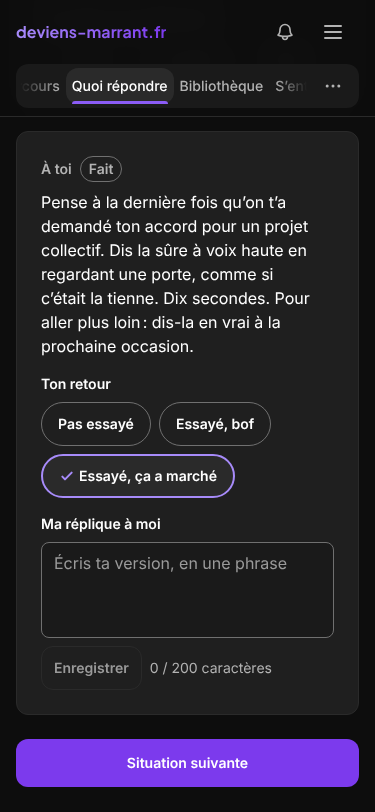 deviens-marrant.fr
cours Quoi répondre Bibliothèque S'en
À toi Fait
Pense à la dernière fois qu'on t'a
demandé ton accord pour un projet
collectif. Dis la sûre à voix haute en
regardant une porte, comme si
c'était la tienne. Dix secondes. Pour
aller plus loin : dis-la en vrai à la
prochaine occasion.
Ton retour
Pas essayé Essayé, bof
Essayé, ça a marché
Ma réplique à moi
Écris ta version, en une phrase
Enregistrer 0 / 200 caractères
Situation suivante